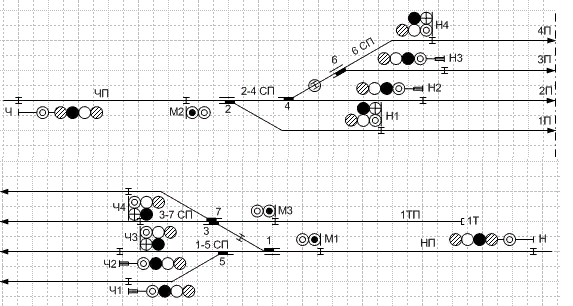 Н4
4П
6 СП
6
Н3
3П
ЧП
2-4 СП
Н2
2П
Ч
М2
2
4
Н1
1П
Ч4
3-7 СП
7
М3
3
1ТП
1Т
Ч3
1-5 СП
1
М1
НП
Н
Ч2
5
Ч1